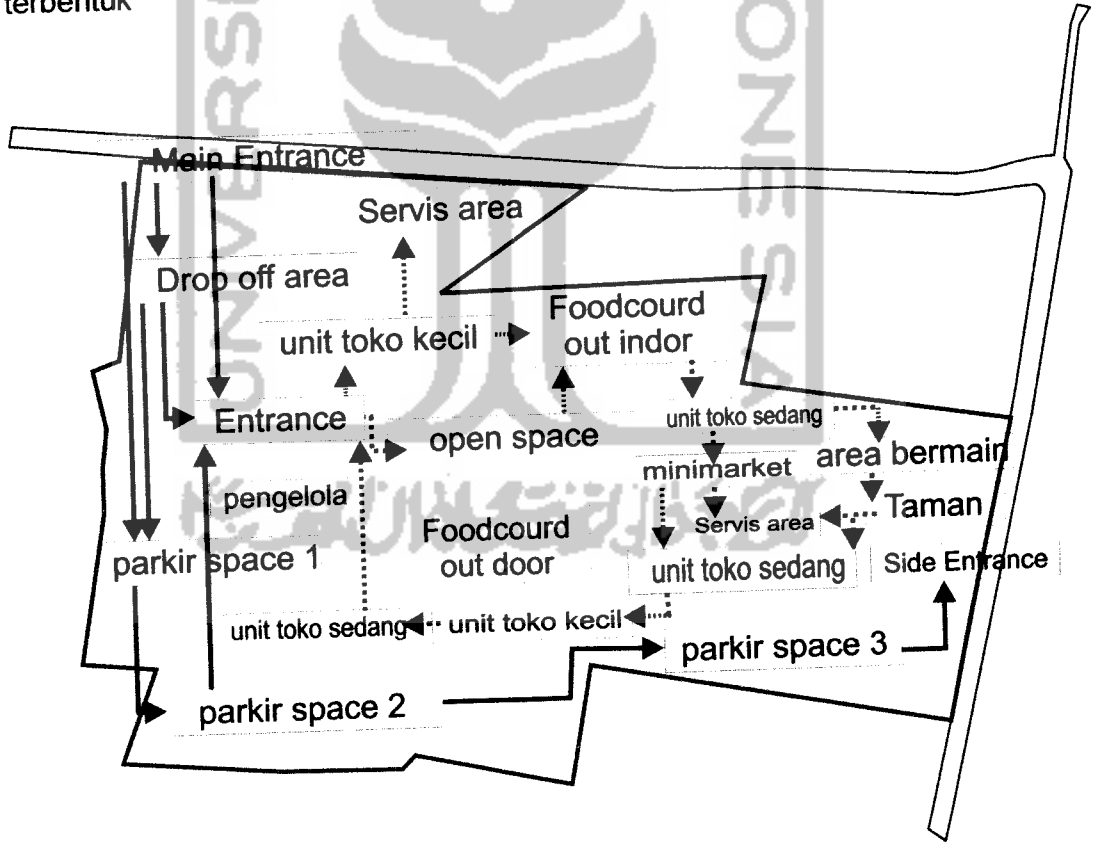 terbentuk
Main Entrance
Servis area
Drop off area
Foodcourd
out indor
unit toko kecil
Entrance
open space
unit toko sedang
area bermain
minimarket
pengelola
Servis area
Taman
Foodcourd
out door
parkir space 1
unit toko sedang
Side Entrance
unit toko sedang
unit toko kecil
parkir space 3
parkir space 2